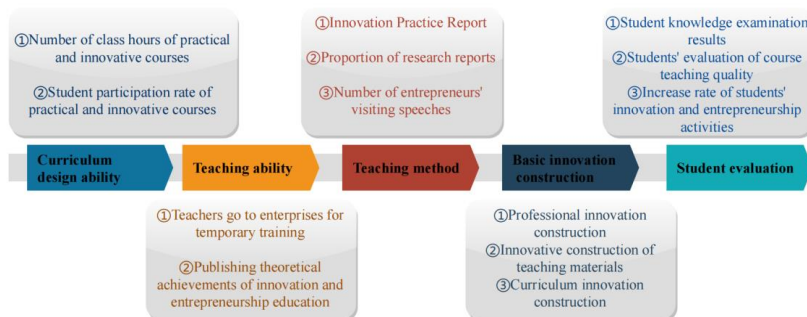 ①Number of class hours of practical
and innovative courses
②Student participation rate of
practical and innovative courses
①Innovation Practice Report
②Proportion of research reports
③Number of entrepreneurs'
visiting speeches
①Student knowledge examination
results
②Students' evaluation of course
teaching quality
③Increase rate of students'
innovation and entrepreneurship
activities
Curriculum
design ability
Teaching ability
Teaching method
Basic innovation
construction
Student evaluation
①Teachers go to enterprises for
temporary training
②Publishing theoretical
achievements of innovation and
entrepreneurship education
①Professional innovation
construction
②Innovative construction of
teaching materials
③Curriculum innovation
construction